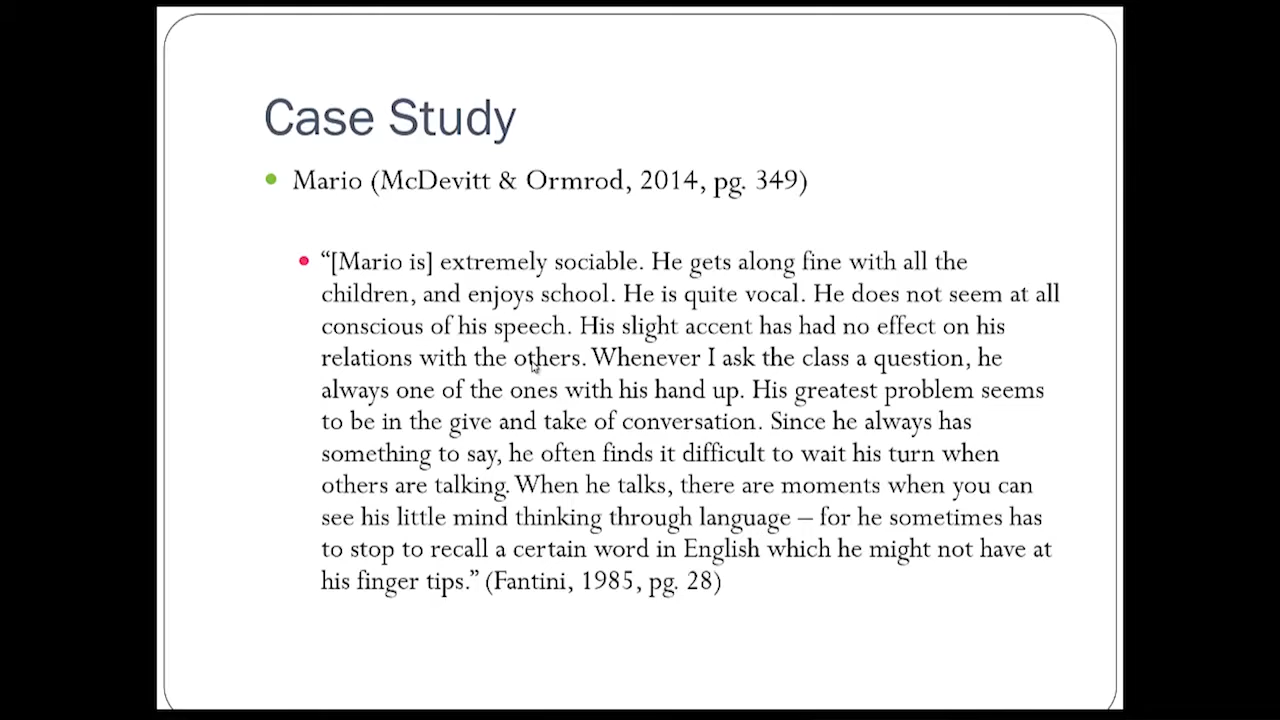 Case Study
Mario (McDevitt & Ormrod, 2014, pg. 349)
“[Mario is] extremely sociable. He gets along fine with all the
children, and enjoys school. He is quite vocal. He does not seem at all
conscious of his speech. His slight accent has had no effect on his
relations with the others. Whenever I ask the class a question, he
always one of the ones with his hand up. His greatest problem seems
to be in the give and take of conversation. Since he always has
something to say, he often finds it difficult to wait his turn when
others are talking. When he talks, there are moments when you can
see his little mind thinking through language – for he sometimes has
to stop to recall a certain word in English which he might not have at
his finger tips.” (Fantini, 1985, pg. 28)